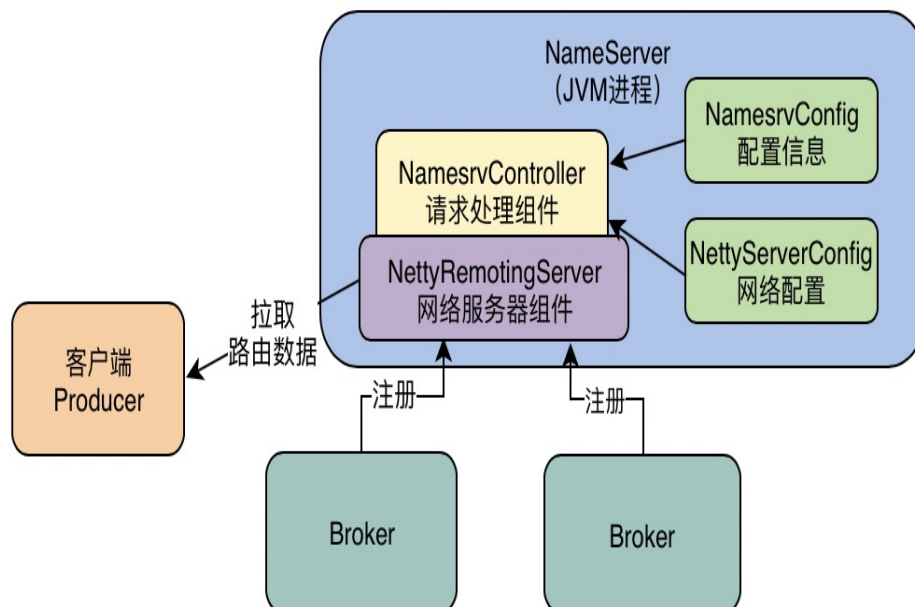 NameServer
（JVM进程）
NamesrvConfig
配置信息
NamesrvController
请求处理组件
NettyServerConfig
网络配置
NettyRemotingServer
网络服务器组件
拉取
路由数据
客户端
Producer
注册
注册
Broker
Broker